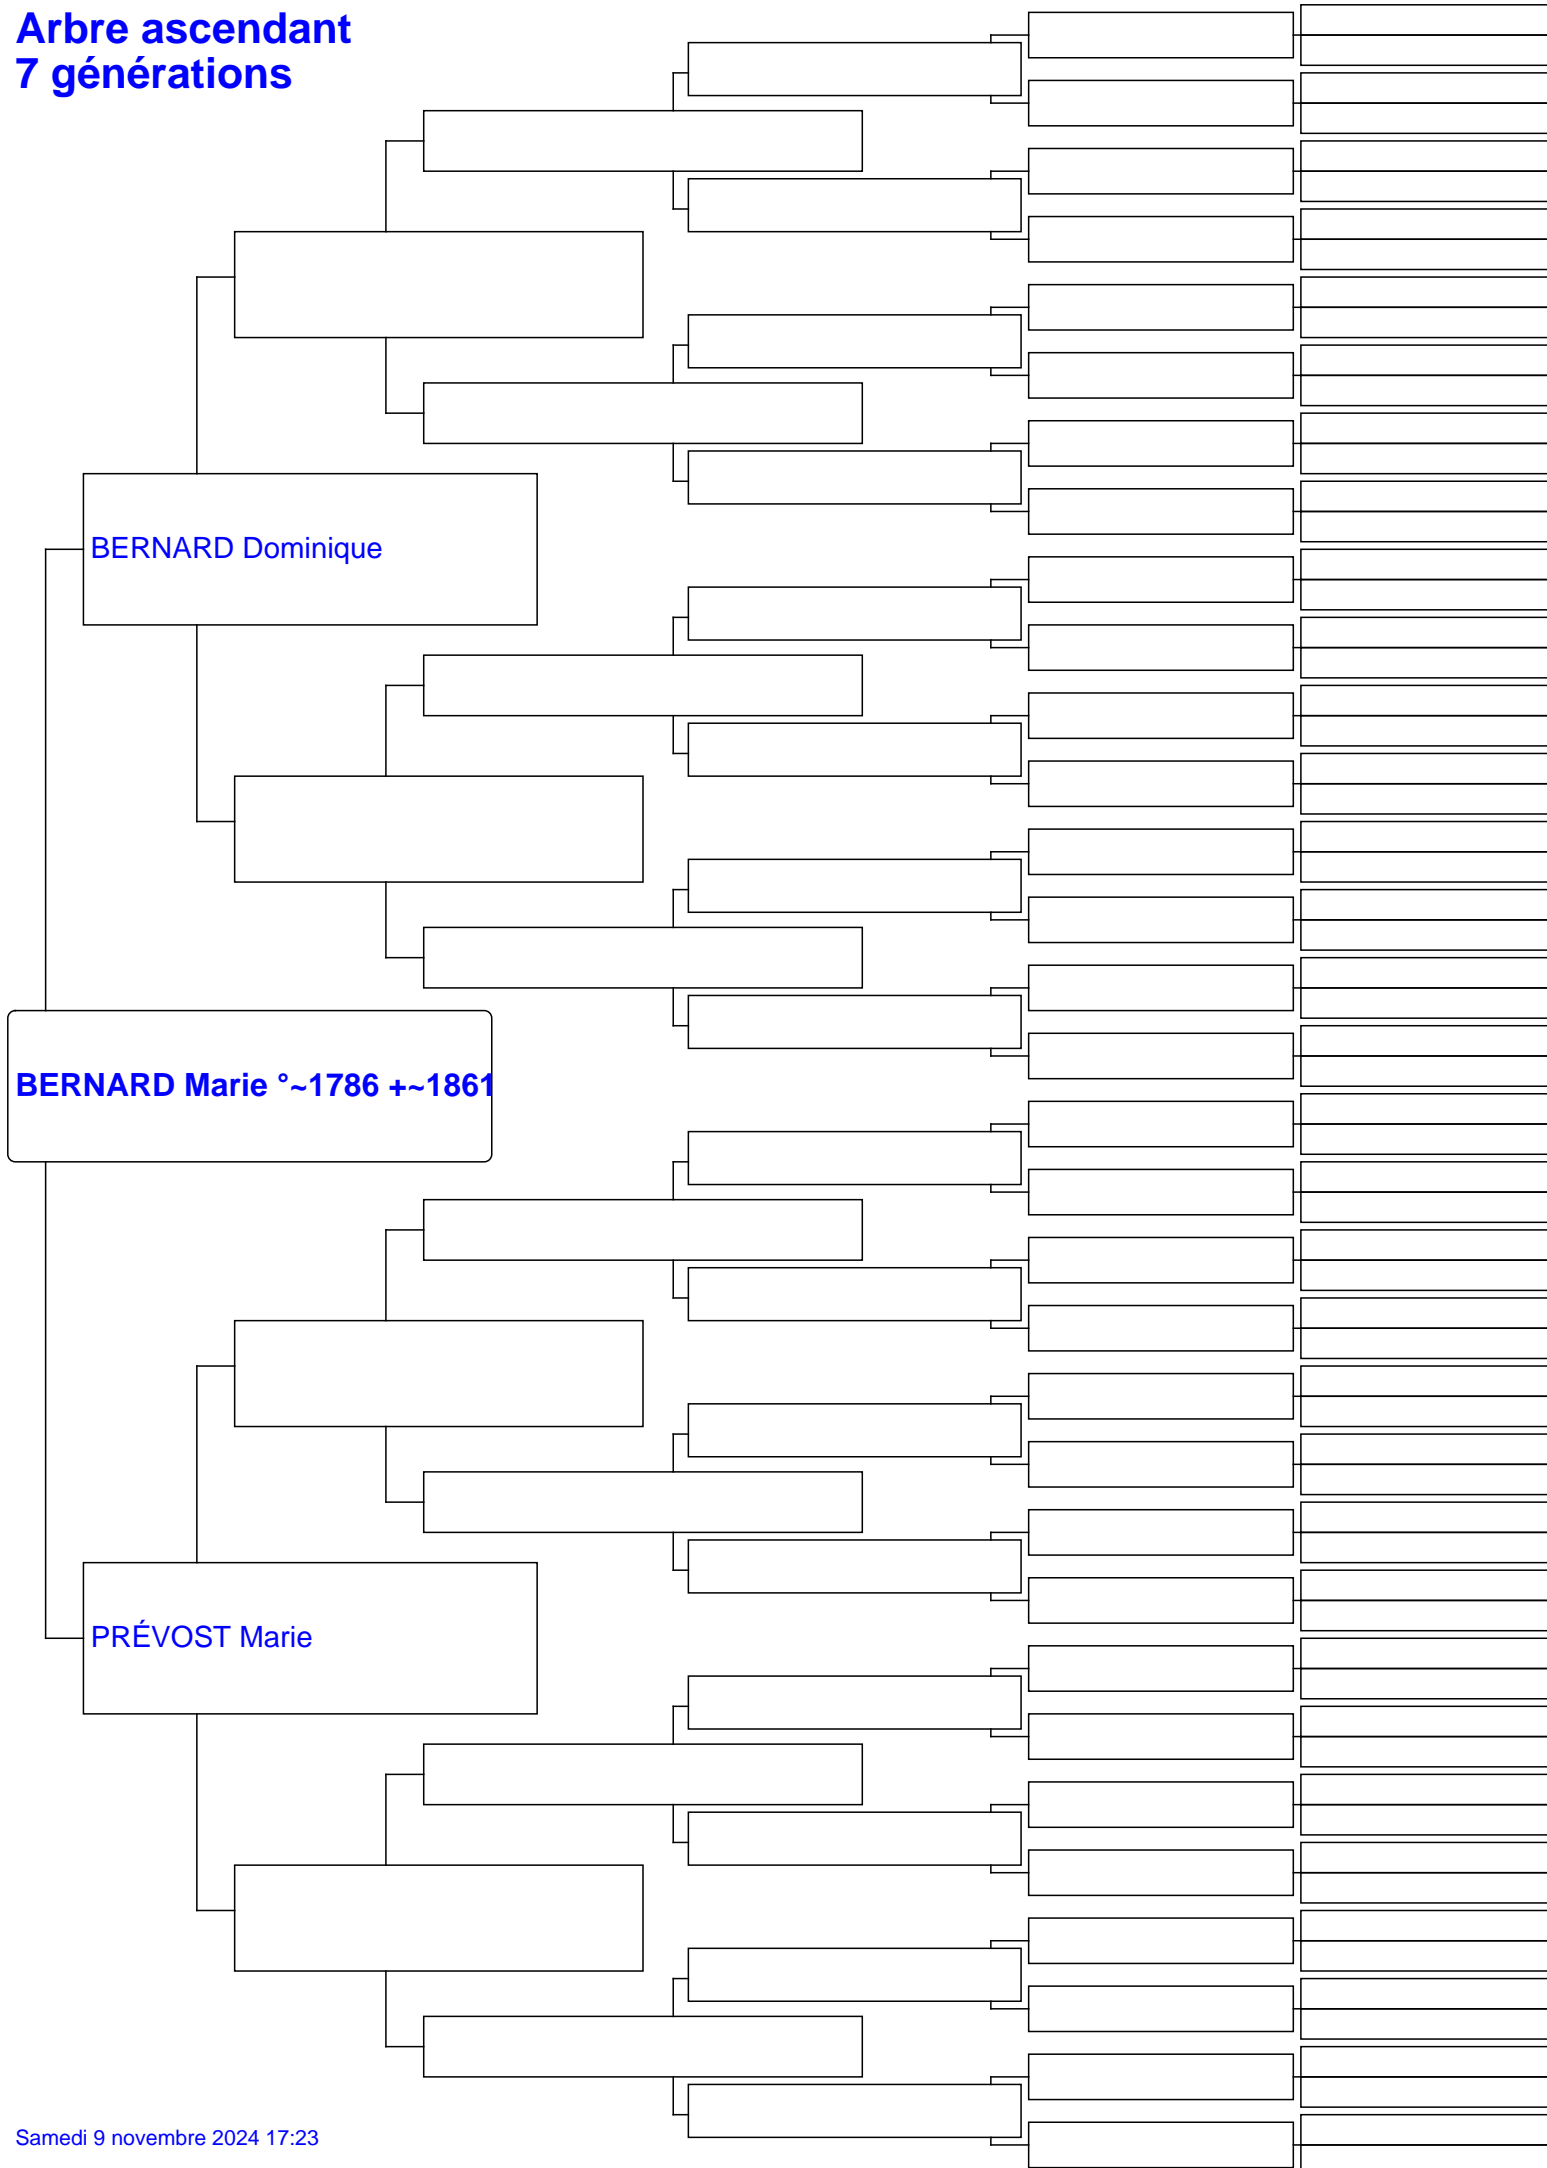 Arbre ascendant
7 générations
BERNARD Dominique
BERNARD Marie °~1786 +~1861
PRÉVOST Marie
Samedi 9 novembre 2024 17:23